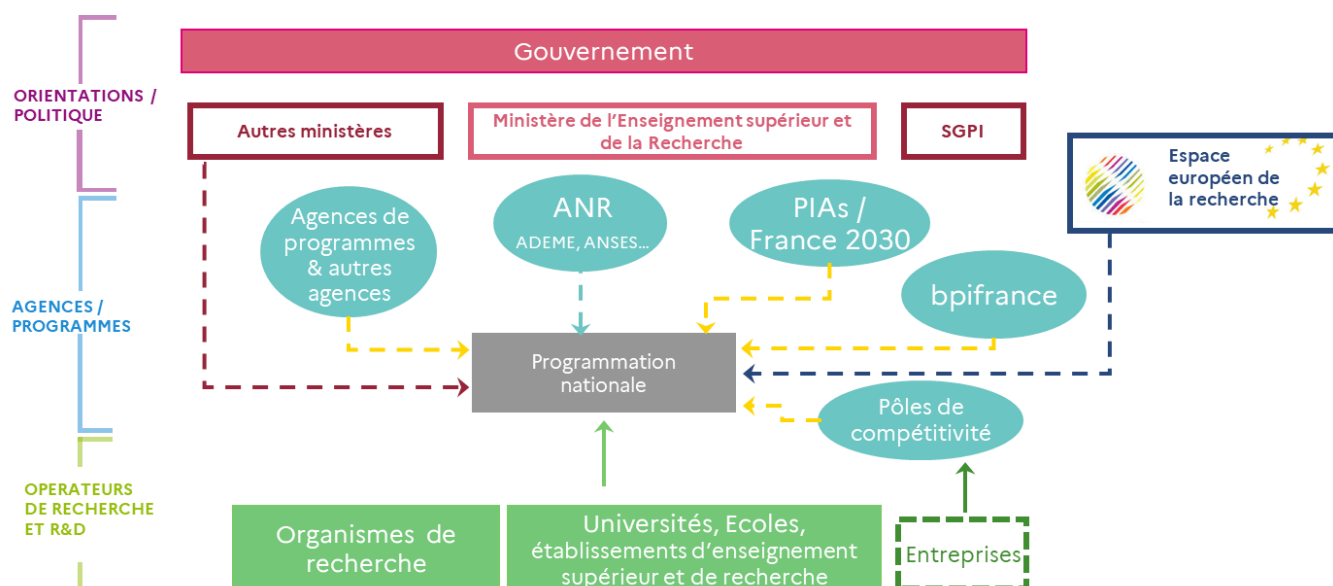 Gouvernement
ORIENTATIONS /
POLITIQUE
Autres ministères
Ministère de l'Enseignement supérieur et
de la Recherche
SGPI
Espace
européen de
la recherche
Agences de
programmes
& autres
agences
ANR
ADEME, ANSES...
PIAs /
France 2030
bpifrance
AGENCES /
PROGRAMMES
Programmation
nationale
Pôles de
compétitivité
OPERATEURS
DE RECHERCHE
ET R&D
Organismes de
recherche
Universités, Ecoles,
établissements d'enseignement
supérieur et de recherche
Entreprises